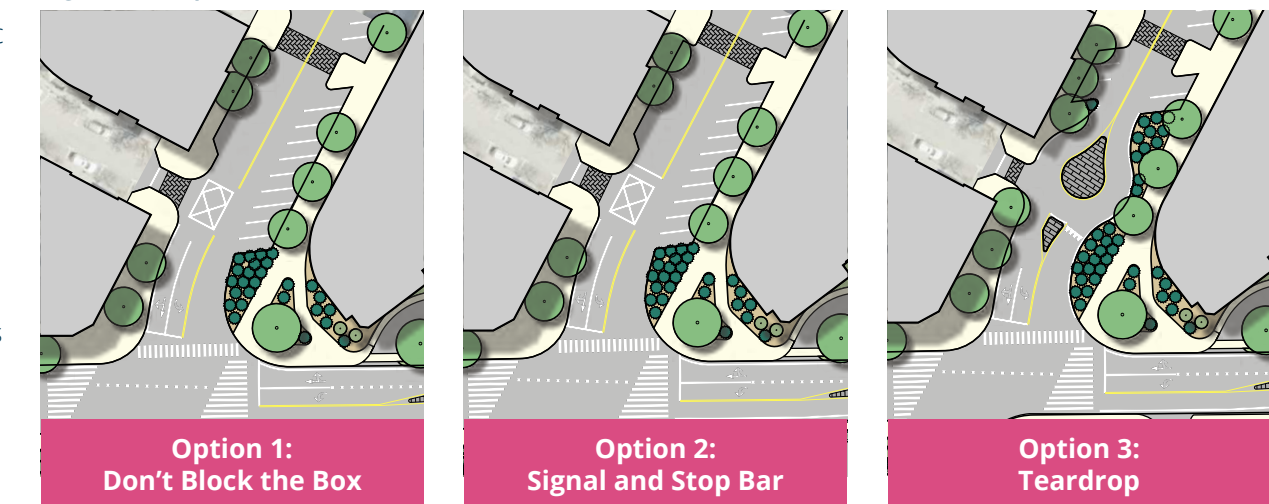 Option 1:
Don't Block the Box
Option 2:
Signal and Stop Bar
Option 3:
Teardrop